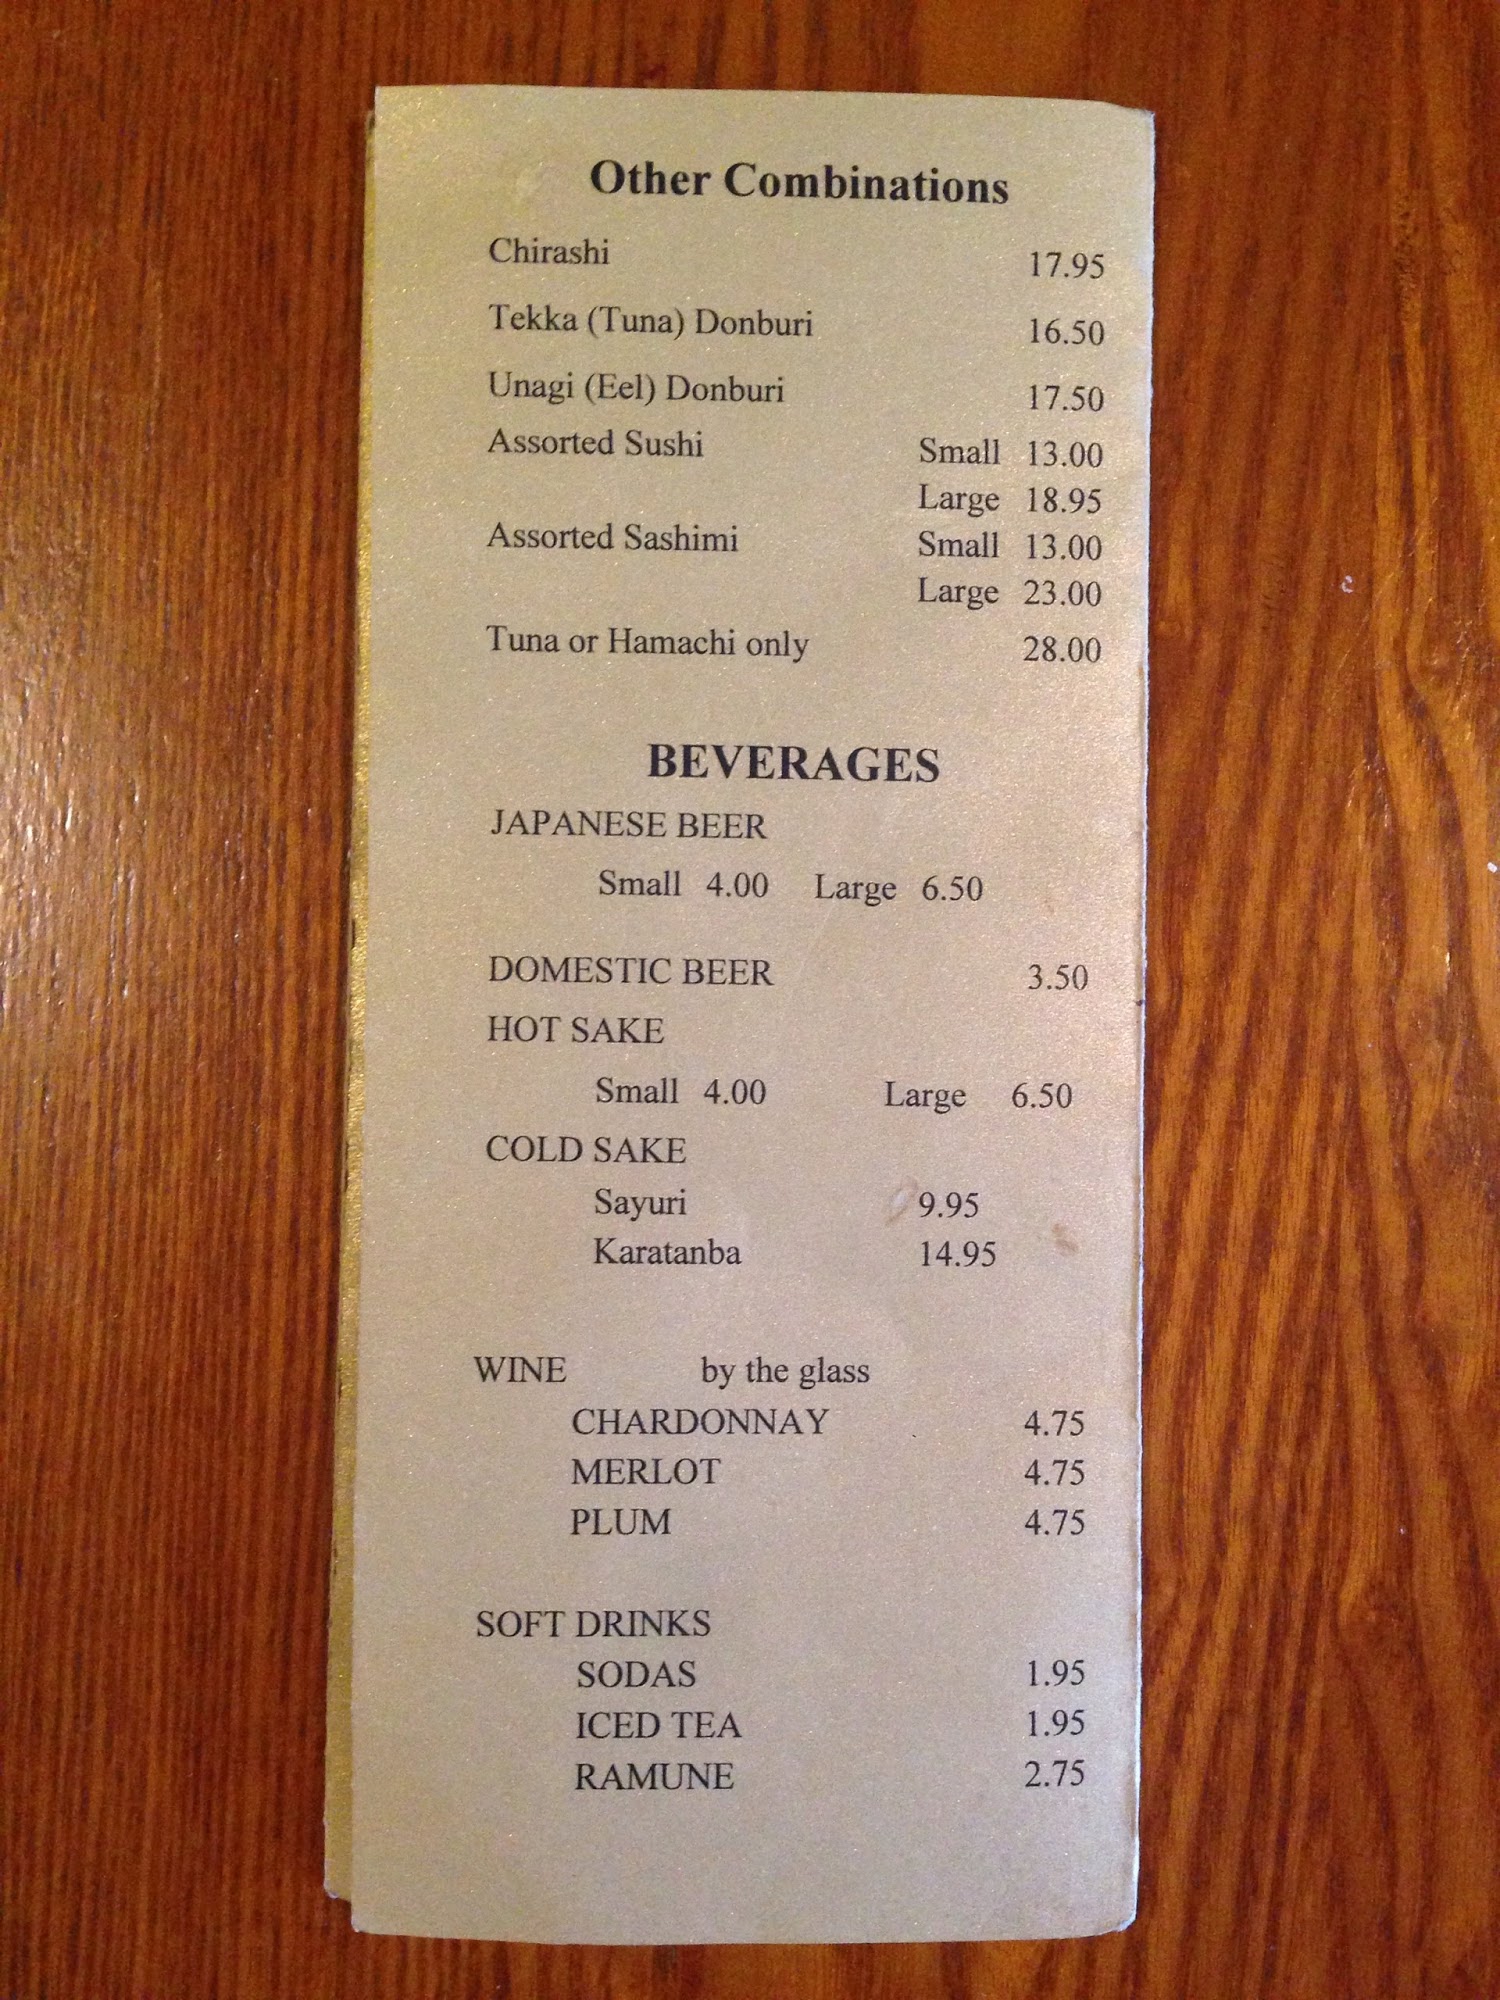 Other Combinations
Chirashi 17.95
Tekka (Tuna) Donburi 16.50
Unagi (Eel) Donburi 17.50
Assorted Sushi Small 13.00
Large 18.95
Assorted Sashimi Small 13.00
Large 23.00
Tuna or Hamachi only 28.00
BEVERAGES
JAPANESE BEER
Small 4.00 Large 6.50
DOMESTIC BEER 3.50
HOT SAKE
Small 4.00 Large 6.50
COLD SAKE
Sayuri 9.95
Karatanba 14.95
WINE by the glass
CHARDONNAY 4.75
MERLOT 4.75
PLUM 4.75
SOFT DRINKS
SODAS 1.95
ICED TEA 1.95
RAMUNE 2.75